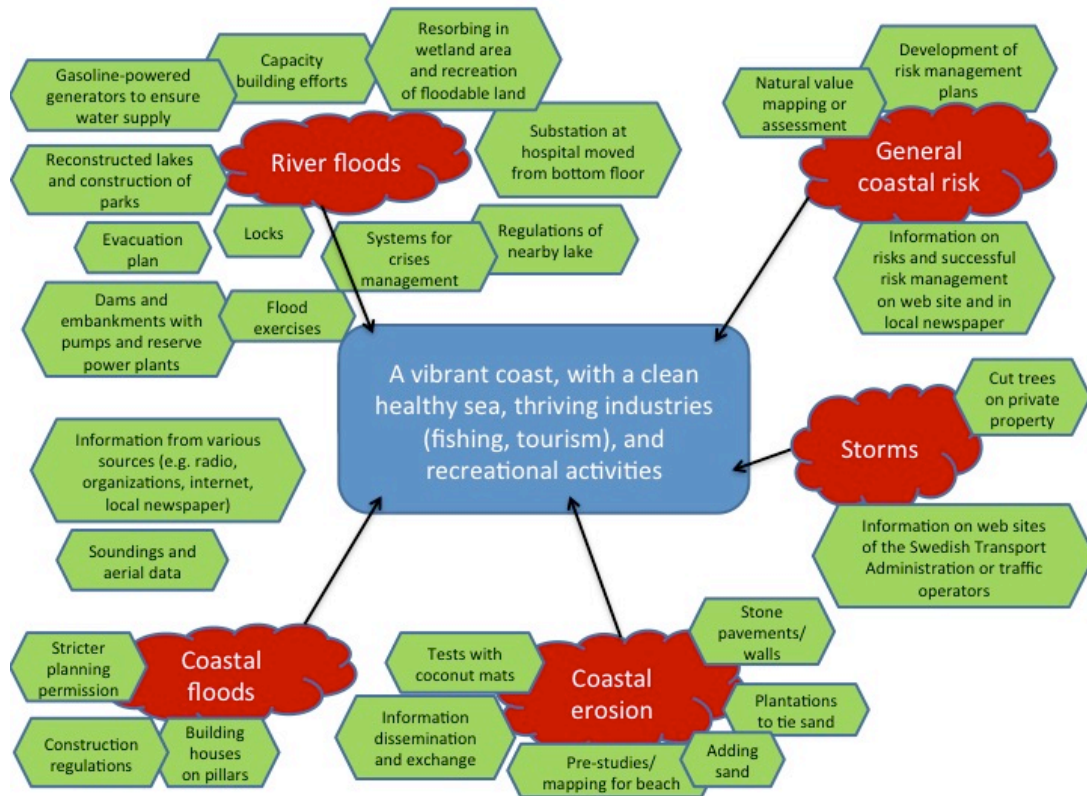 Resorbing in
wetland area
and recreation
of floodable land
Capacity
building efforts
Gasoline-powered
generators to ensure
water supply
River floods
Substation at
hospital moved
from bottom floor
Reconstructed lakes
and construction of
parks
Locks
Evacuation
plan
Systems for
crises
management
Regulations of
nearby lake
Dams and
embankments with
pumps and reserve
power plants
Flood
exercises
Development of
risk management
plans
Natural value
mapping or
assessment
General
coastal risk
Information on
risks and successful
risk management
on web site and in
local newspaper
A vibrant coast, with a clean
healthy sea, thriving industries
(fishing, tourism), and
recreational activities
Cut trees
on private
property
Storms
Information on web sites
of the Swedish Transport
Administration or traffic
operators
Information from various
sources (e.g. radio,
organizations, internet,
local newspaper)
Soundings and
aerial data
Stricter
planning
permission
Coastal
floods
Construction
regulations
Building
houses
on pillars
Tests with
coconut mats
Coastal
erosion
Stone
pavements/
walls
Plantations
to tie sand
Information
dissemination
and exchange
Pre-studies/
mapping for beach
Adding
sand